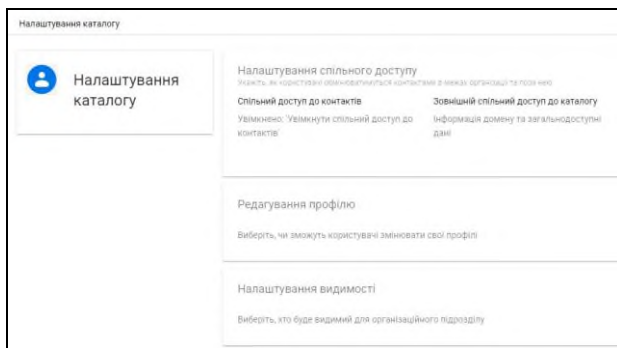 Налаштування каталогу
Налаштування
каталогу
Налаштування спільного доступу
Укажіть, як користувачі обмінюватимуться контактами в межах організації та поза нею
Спільний доступ до контактів
Зовнішній спільний доступ до каталогу
Увімкнено: 'Увімкнути спільний доступ до
контактів'
Інформація домену та загальнодоступні
дані
Редагування профілю
Виберіть, чи зможуть користувачі змінювати свої профілі
Налаштування видимості
Виберіть, хто буде видимий для організаційного підрозділу